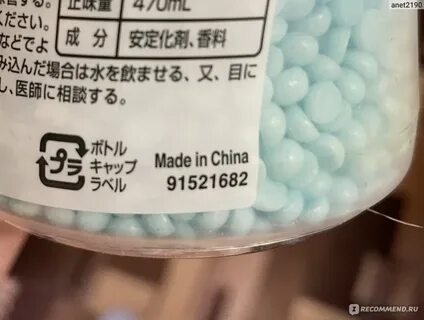 anet2190.
正味量 470mL
ください。
成分 安定化剤、香料
などでよ
み込んだ場合は水を飲ませる、又、目に
し、医師に相談する。
プラ
ボトル
キャップ
ラベル
Made in China
91521682
RECOMMEND.RU